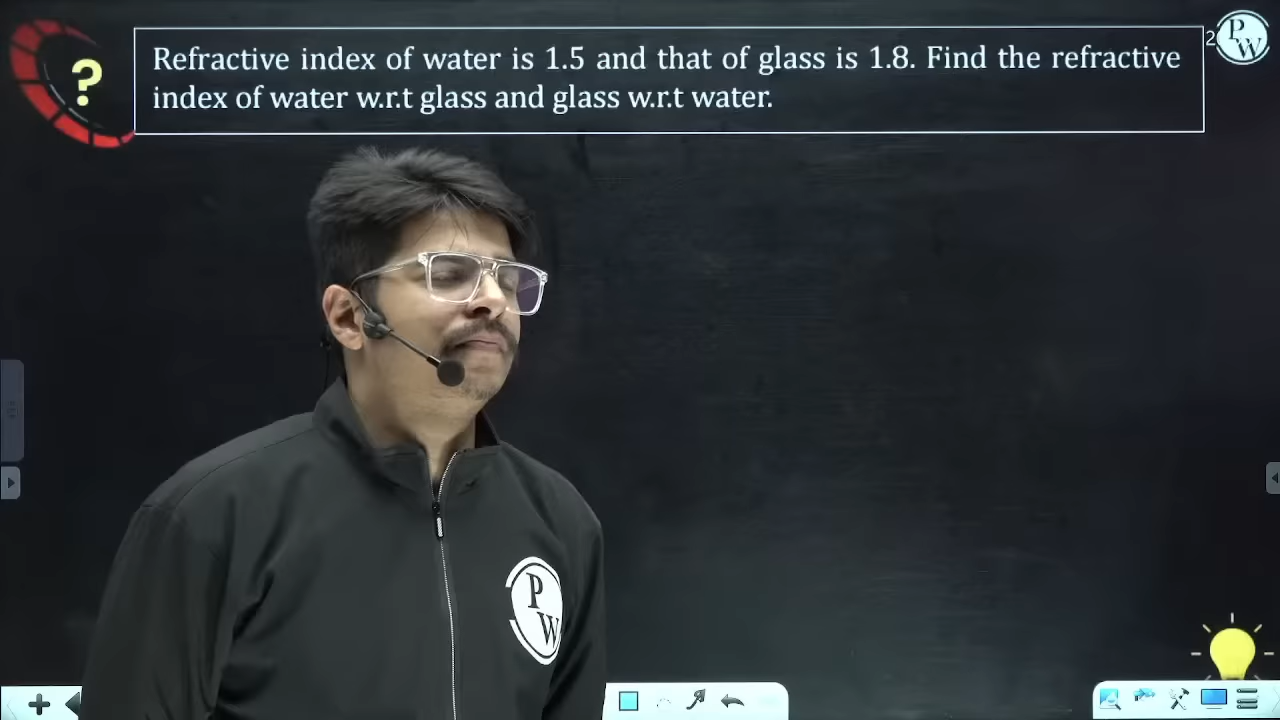 ?
Refractive index of water is 1.5 and that of glass is 1.8. Find the refractive
index of water w.r.t glass and glass w.r.t water.
2
P
W
P
W